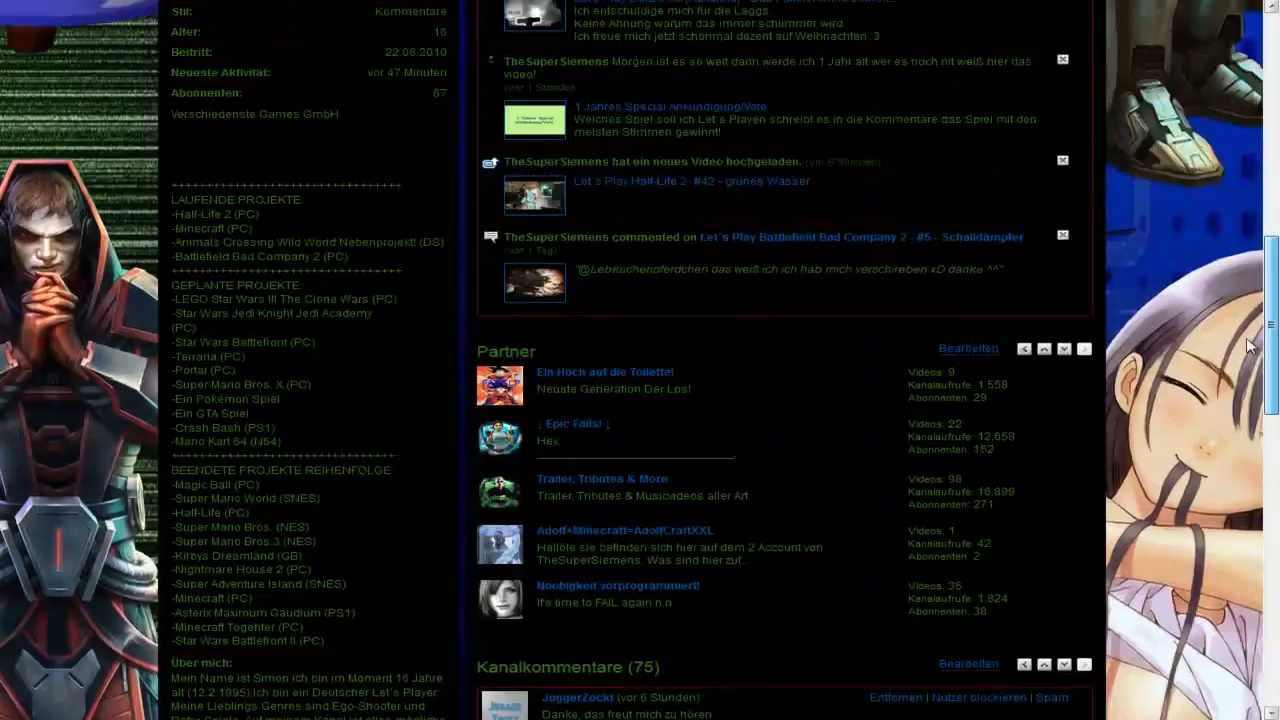 Stil: Kommentare
Alter: 16
Beitritt: 22.06.2010
Neueste Aktivität: vor 47 Minuten
Abonnenten: 67
Verschiedenste Games GmbH
++++++++++++++++++++++++++++++++
LAUFENDE PROJEKTE:
-Half-Life 2 (PC)
-Minecraft (PC)
-Animals Crossing Wild World Nebenprojekt! (DS)
-Battlefield Bad Company 2 (PC)
++++++++++++++++++++++++++++++++
GEPLANTE PROJEKTE:
-LEGO Star Wars III The Clone Wars (PC)
-Star Wars Jedi Knight Jedi Academy
(PC)
-Star Wars Battlefront (PC)
-Terraria (PC)
-Portal (PC)
-Super Mario Bros. X (PC)
-Ein Pokémon Spiel
-Ein GTA Spiel
-Crash Bash (PS1)
-Mario Kart 64 (N64)
+++++++++++++++++++++++++++++++
BEENDETE PROJEKTE REIHENFOLGE:
-Magic Ball (PC)
-Super Mario World (SNES)
-Half-Life (PC)
-Super Mario Bros. (NES)
-Super Mario Bros.3 (NES)
-Kirbys Dreamland (GB)
-Nightmare House 2 (PC)
-Super Adventure Island (SNES)
-Minecraft (PC)
-Asterix Maximum Gaudium (PS1)
-Minecraft Togehter (PC)
-Star Wars Battlefront II (PC)
Über mich:
Mein Name ist Simon ich bin im Moment 16 Jahre
alt (12.2.1995).Ich bin ein Deutscher Let´s Player
Meine Lieblings Genres sind Ego-Shooter und
Ich entschuldige mich für die Laggs
Keine Ahnung warum das immer schlimmer wird.
Ich freue mich jetzt schonmal dezent auf Weihnachten :3
TheSuperSiemens Morgen ist es so weit dann werde ich 1 Jahr alt wer es noch nit weiß hier das
video!
1 Jahres Special Ankündigung/Vote
Welches Spiel soll ich Let´s Playen schreibt es in die Kommentare das Spiel mit den
meisten Stimmen gewinnt!
TheSuperSiemens hat ein neues Video hochgeladen. (vor 6 Stunden)
Let´s Play Half-Life 2 -#42 - grünes Wasser
TheSuperSiemens commented on Let´s Play Battlefield Bad Company 2 - #5 - Schalldämpfer
(vor 1 Tag)
"@Lebkuchenpferdchen das weiß ich ich hab mich verschrieben xD danke ^^"
Partner Bearbeiten
Ein Hoch auf die Toilette! Videos: 9
Neuste Generation Der Lps! Kanalaufrufe: 1,558
Abonnenten: 29
↓ Epic Fails! ↓ Videos: 22
Hey, Kanalaufrufe: 12,658
Abonnenten: 152
Trailer, Tributes & More Videos: 98
Trailer, Tributes & Musicvideos aller Art. Kanalaufrufe: 16,899
Abonnenten: 271
Adolf+Minecraft=AdolfCraftXXL Videos: 1
Hallöle sie befinden sich hier auf dem 2 Account von Kanalaufrufe: 42
TheSuperSiemens. Was sind hier zuf... Abonnenten: 2
Noobigkeit vorprogrammiert! Videos: 36
It's time to FAIL again n.n Kanalaufrufe: 1,824
Abonnenten: 38
Kanalkommentare (75) Bearbeiten
JuggerZockt (vor 6 Stunden) Entfernen | Nutzer blockieren | Spam
Danke, das freut mich zu hören